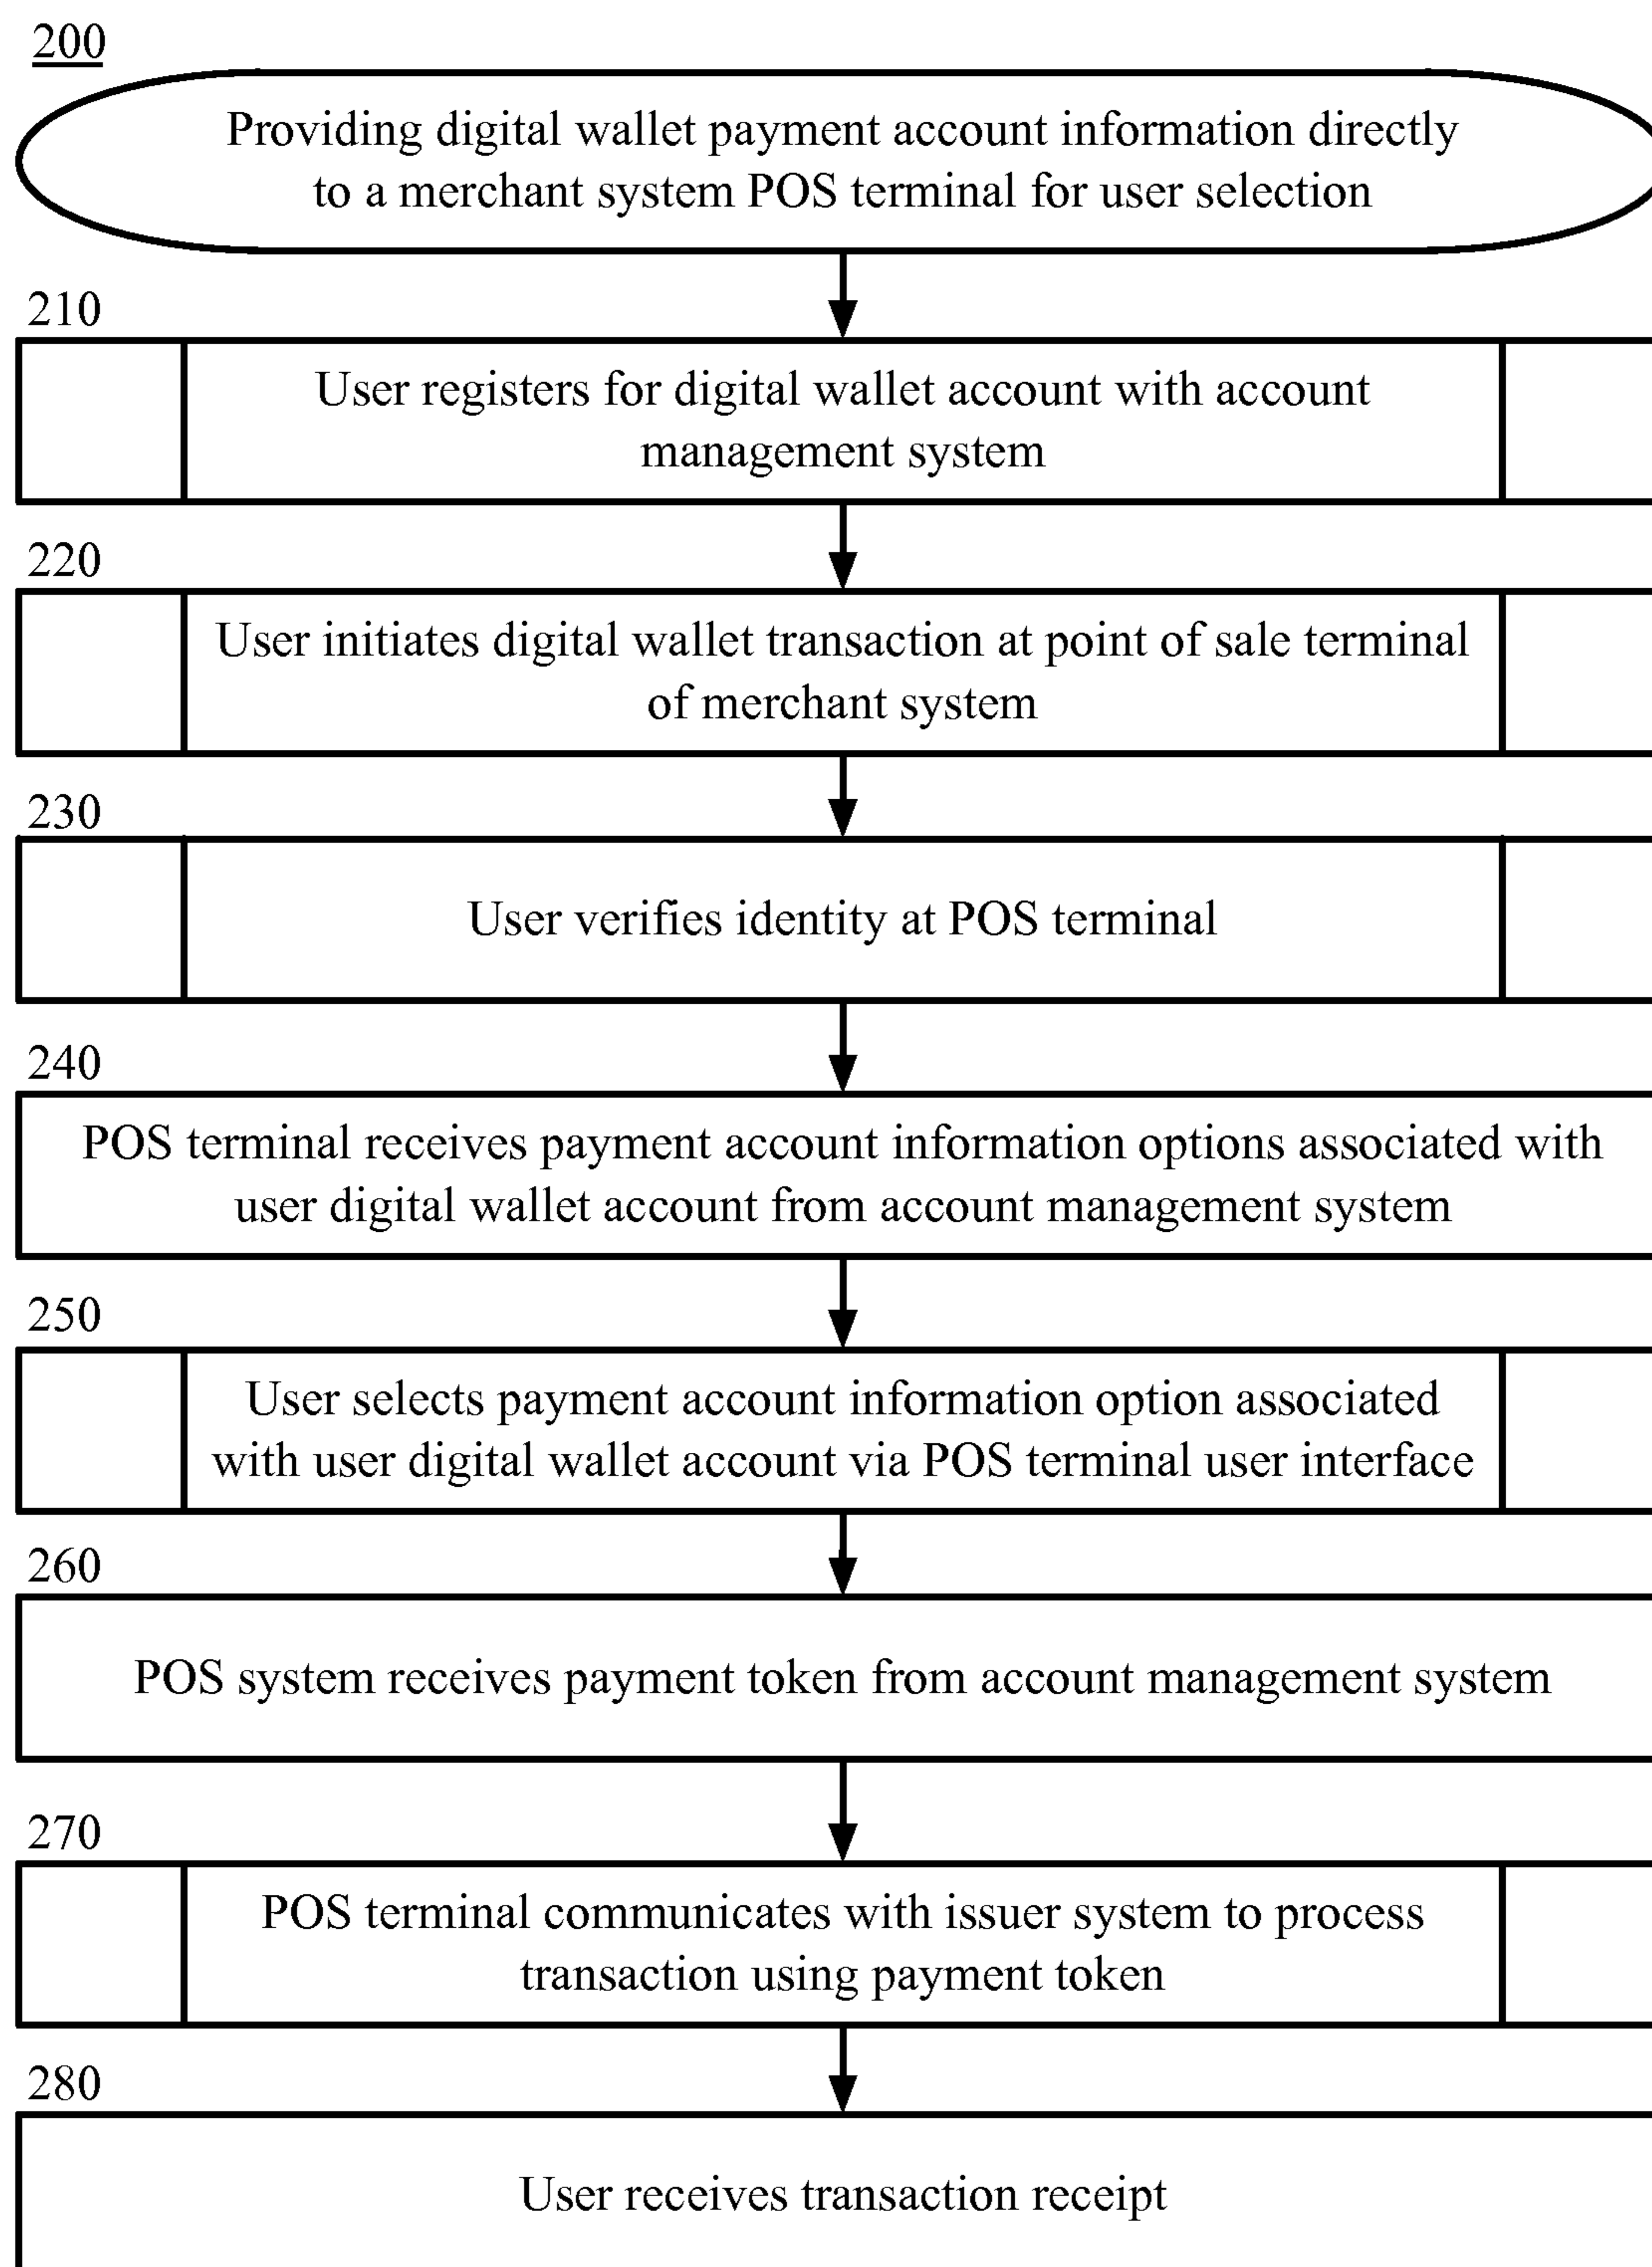 200
Providing digital wallet payment account information directly
to a merchant system POS terminal for user selection
210
User registers for digital wallet account with account
management system
220
User initiates digital wallet transaction at point of sale terminal
of merchant system
230
User verifies identity at POS terminal
240
POS terminal receives payment account information options associated with
user digital wallet account from account management system
250
User selects payment account information option associated
with user digital wallet account via POS terminal user interface
260
POS system receives payment token from account management system
270
POS terminal communicates with issuer system to process
transaction using payment token
280
User receives transaction receipt